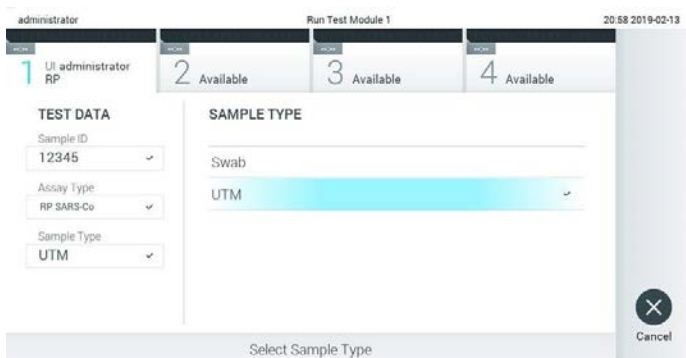 administrator
Run Test Module 1
20:58 2019-02-13
1
UI administrator
RP
2
Available
3
Available
4
Available
TEST DATA
Sample ID
12345
Assay Type
RP SARS-Co
Sample Type
UTM
SAMPLE TYPE
Swab
UTM
Cancel
Select Sample Type